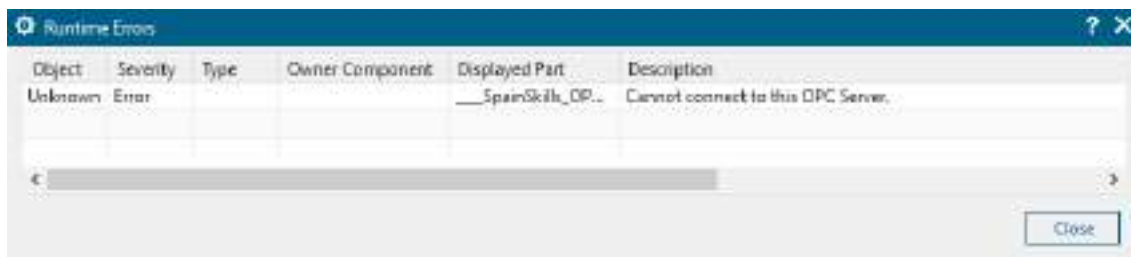 Runtime Errors
Object Severity Type Owner Component Displayed Part Description
Unknown Error ___SpainSkills_OP... Cannot connect to this OPC Server.
Close